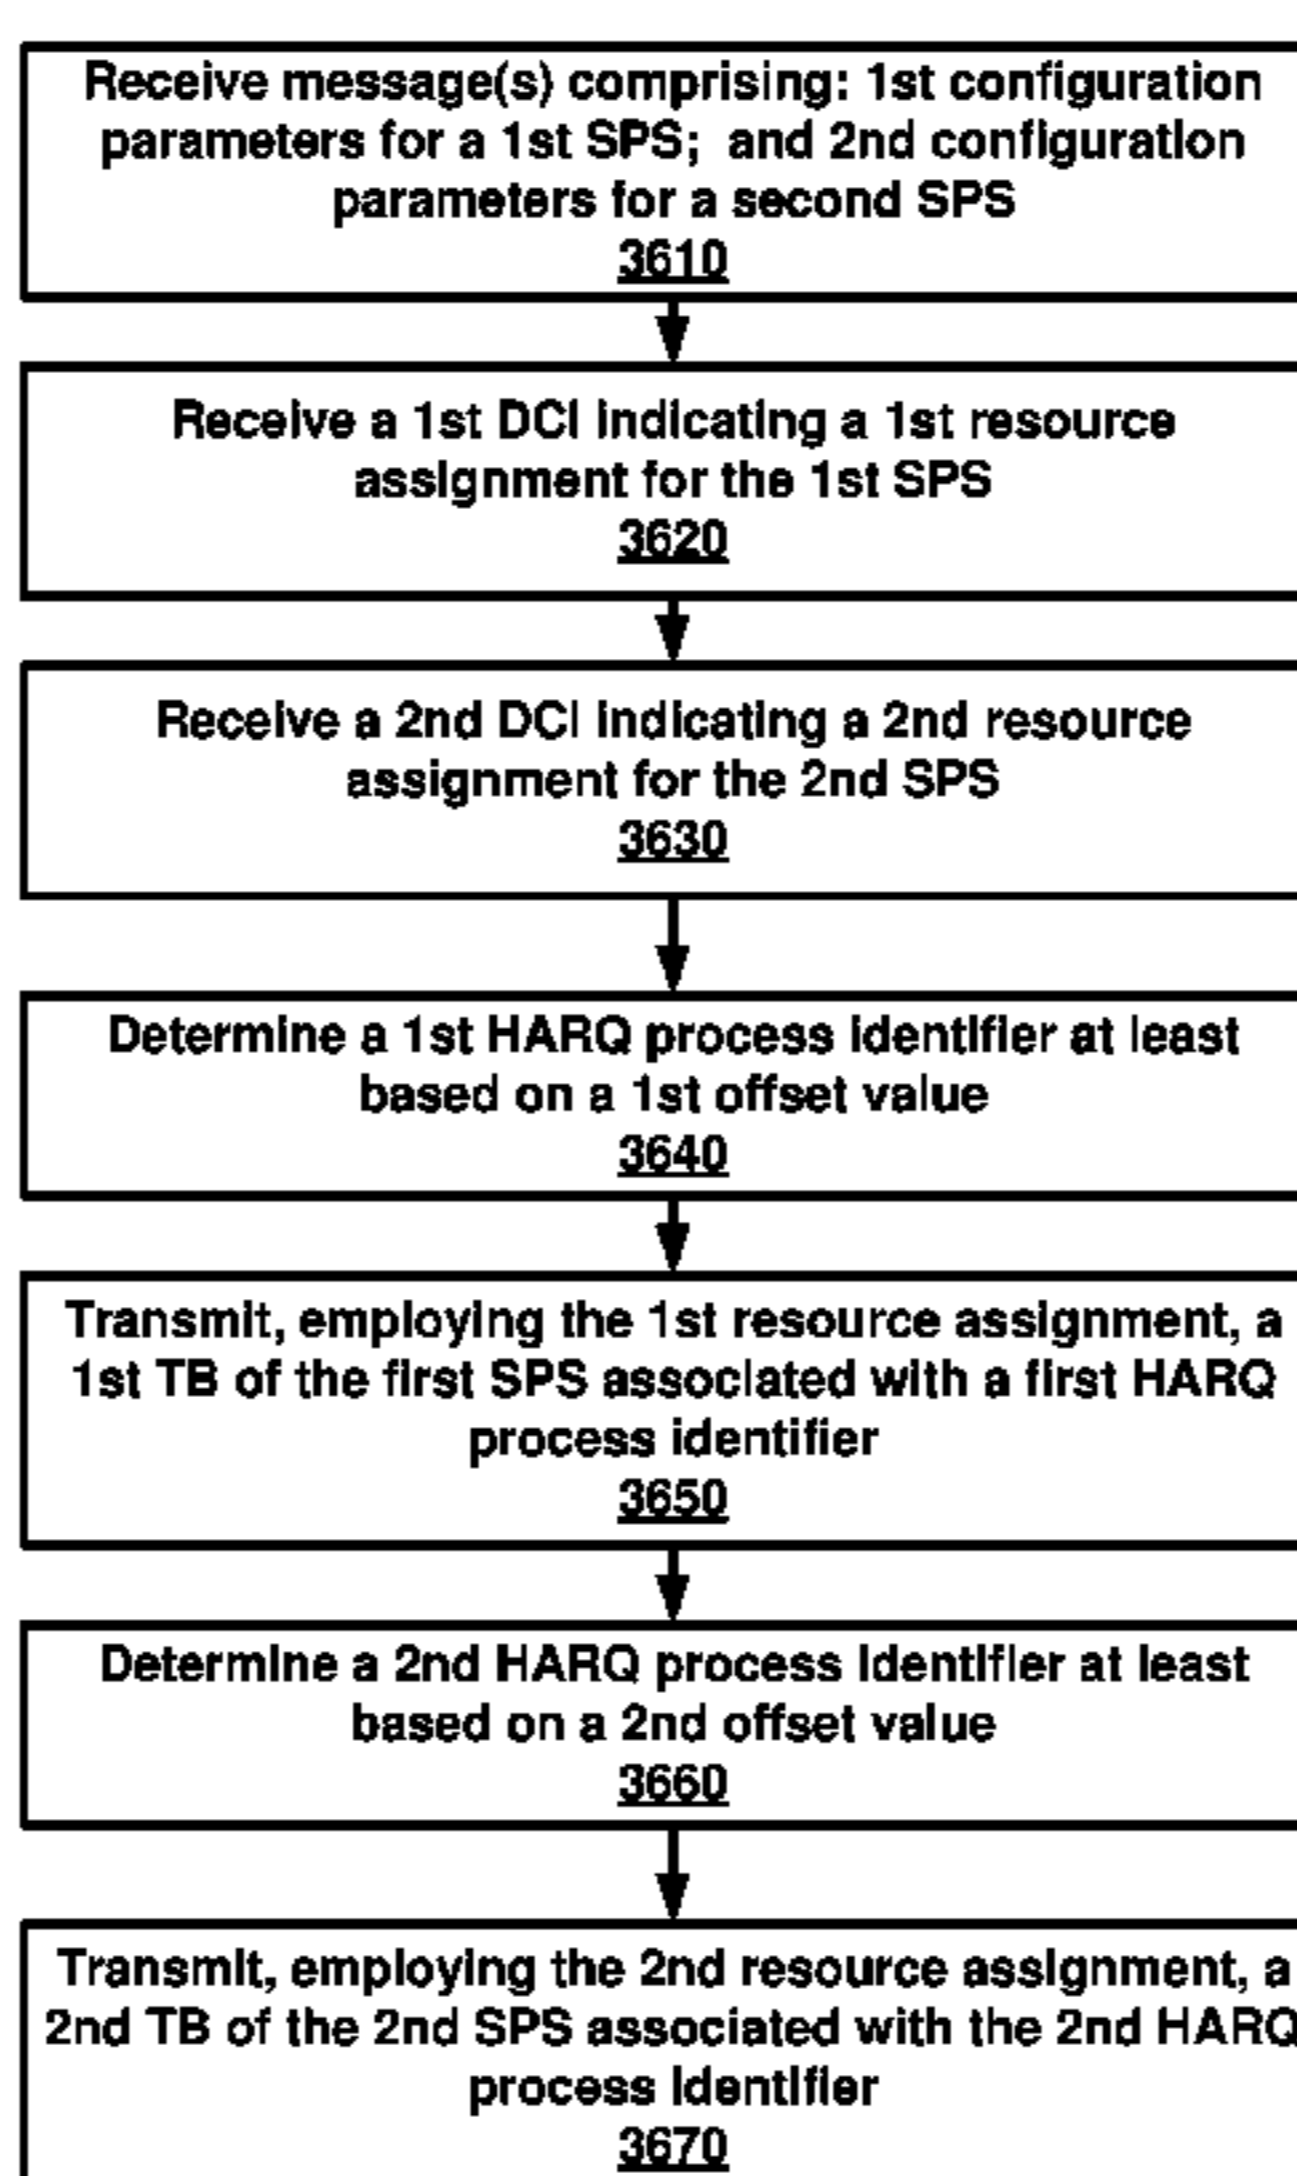 Receive message(s) comprising: 1st configuration
parameters for a 1st SPS; and 2nd configuration
parameters for a second SPS
3610
Receive a 1st DCI indicating a 1st resource
assignment for the 1st SPS
3620
Receive a 2nd DCI indicating a 2nd resource
assignment for the 2nd SPS
3630
Determine a 1st HARQ process identifier at least
based on a 1st offset value
3640
Transmit, employing the 1st resource assignment, a
1st TB of the first SPS associated with a first HARQ
process identifier
3650
Determine a 2nd HARQ process identifier at least
based on a 2nd offset value
3660
Transmit, employing the 2nd resource assignment, a
2nd TB of the 2nd SPS associated with the 2nd HARQ
process identifier
3670